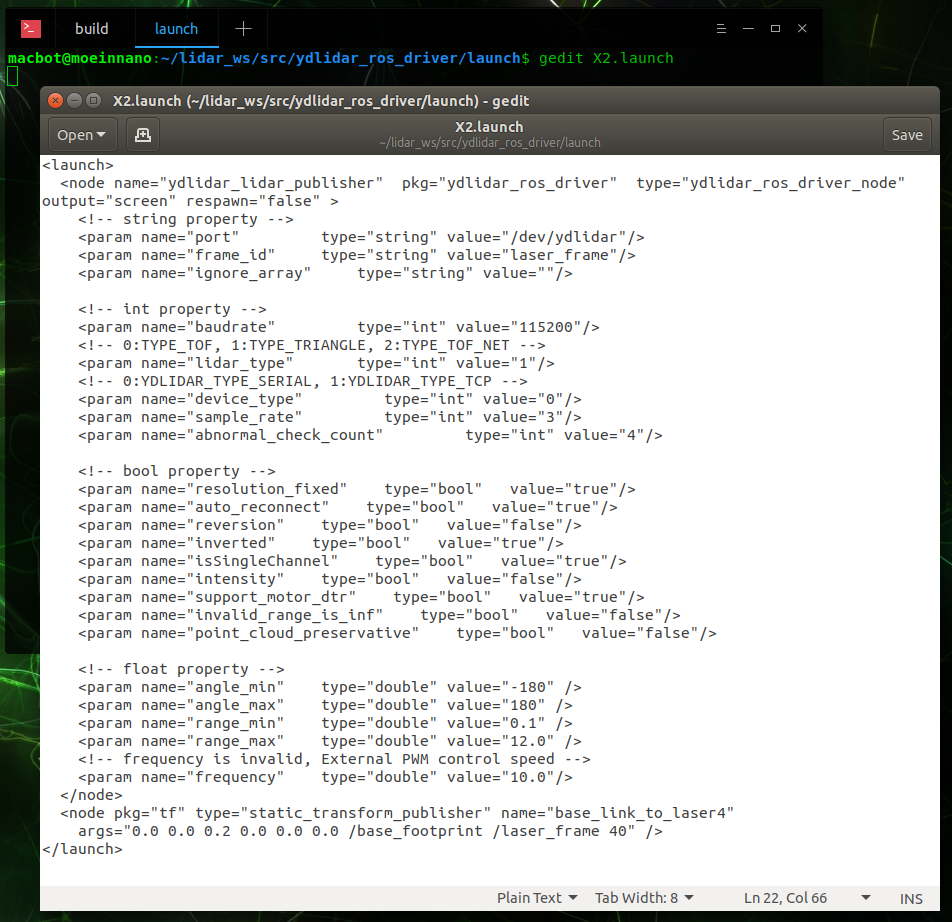 build launch
macbot@moeinnano:~/lidar_ws/src/ydlidar_ros_driver/launch$ gedit X2.launch
X2.launch (~/lidar_ws/src/ydlidar_ros_driver/launch) - gedit
Open
X2.launch
~/lidar_ws/src/ydlidar_ros_driver/launch
Save
<launch>
  <node name="ydlidar_lidar_publisher"  pkg="ydlidar_ros_driver"  type="ydlidar_ros_driver_node"
output="screen" respawn="false" >
    <!-- string property -->
    <param name="port"         type="string" value="/dev/ydlidar"/>
    <param name="frame_id"     type="string" value="laser_frame"/>
    <param name="ignore_array"     type="string" value=""/>

    <!-- int property -->
    <param name="baudrate"         type="int" value="115200"/>
    <!-- 0:TYPE_TOF, 1:TYPE_TRIANGLE, 2:TYPE_TOF_NET -->
    <param name="lidar_type"       type="int" value="1"/>
    <!-- 0:YDLIDAR_TYPE_SERIAL, 1:YDLIDAR_TYPE_TCP -->
    <param name="device_type"         type="int" value="0"/>
    <param name="sample_rate"         type="int" value="3"/>
    <param name="abnormal_check_count"         type="int" value="4"/>

    <!-- bool property -->
    <param name="resolution_fixed"    type="bool"   value="true"/>
    <param name="auto_reconnect"    type="bool"   value="true"/>
    <param name="reversion"    type="bool"   value="false"/>
    <param name="inverted"    type="bool"   value="true"/>
    <param name="isSingleChannel"    type="bool"   value="true"/>
    <param name="intensity"    type="bool"   value="false"/>
    <param name="support_motor_dtr"    type="bool"   value="true"/>
    <param name="invalid_range_is_inf"    type="bool"   value="false"/>
    <param name="point_cloud_preservative"    type="bool"   value="false"/>

    <!-- float property -->
    <param name="angle_min"    type="double" value="-180" />
    <param name="angle_max"    type="double" value="180" />
    <param name="range_min"    type="double" value="0.1" />
    <param name="range_max"    type="double" value="12.0" />
    <!-- frequency is invalid, External PWM control speed -->
    <param name="frequency"    type="double" value="10.0"/>
  </node>
  <node pkg="tf" type="static_transform_publisher" name="base_link_to_laser4"
    args="0.0 0.0 0.2 0.0 0.0 0.0 /base_footprint /laser_frame 40" />
</launch>
Plain Text Tab Width: 8 Ln 22, Col 66 INS